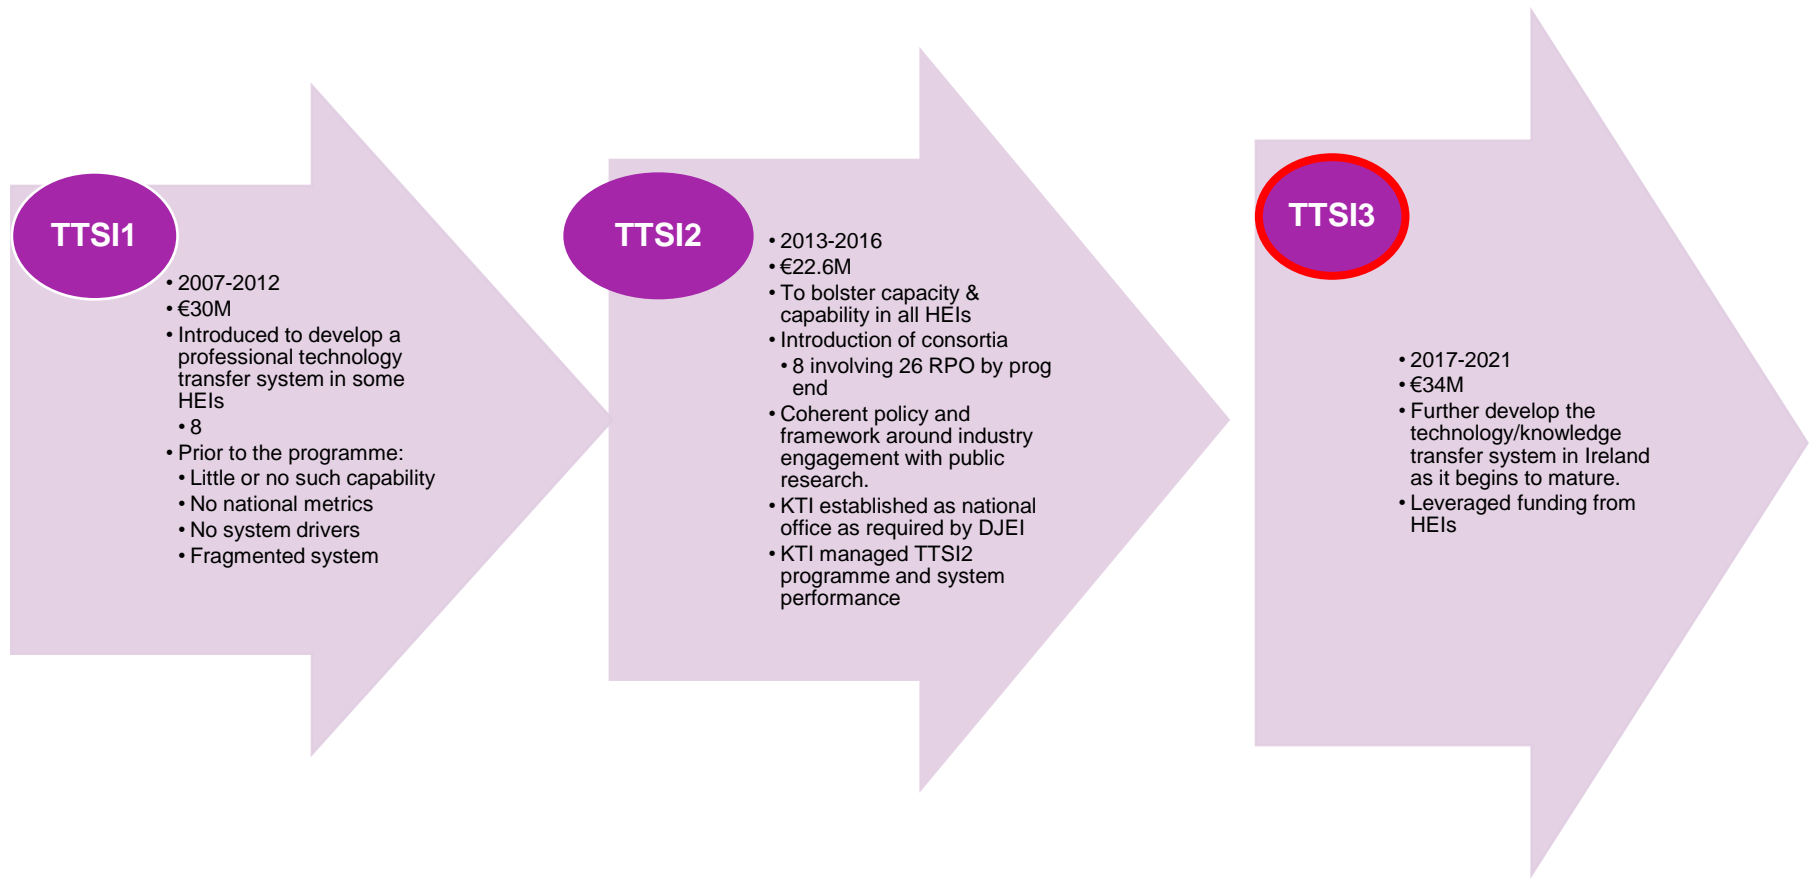 TTSI1
• 2007-2012
• €30M
• Introduced to develop a
professional technology
transfer system in some
HEIs
• 8
• Prior to the programme:
• Little or no such capability
• No national metrics
• No system drivers
• Fragmented system
TTSI2
• 2013-2016
• €22.6M
• To bolster capacity &
capability in all HEIs
• Introduction of consortia
• 8 involving 26 RPO by prog
end
• Coherent policy and
framework around industry
engagement with public
research.
• KTI established as national
office as required by DJEI
• KTI managed TTSI2
programme and system
performance
TTSI3
• 2017-2021
• €34M
• Further develop the
technology/knowledge
transfer system in Ireland
as it begins to mature.
• Leveraged funding from
HEIs